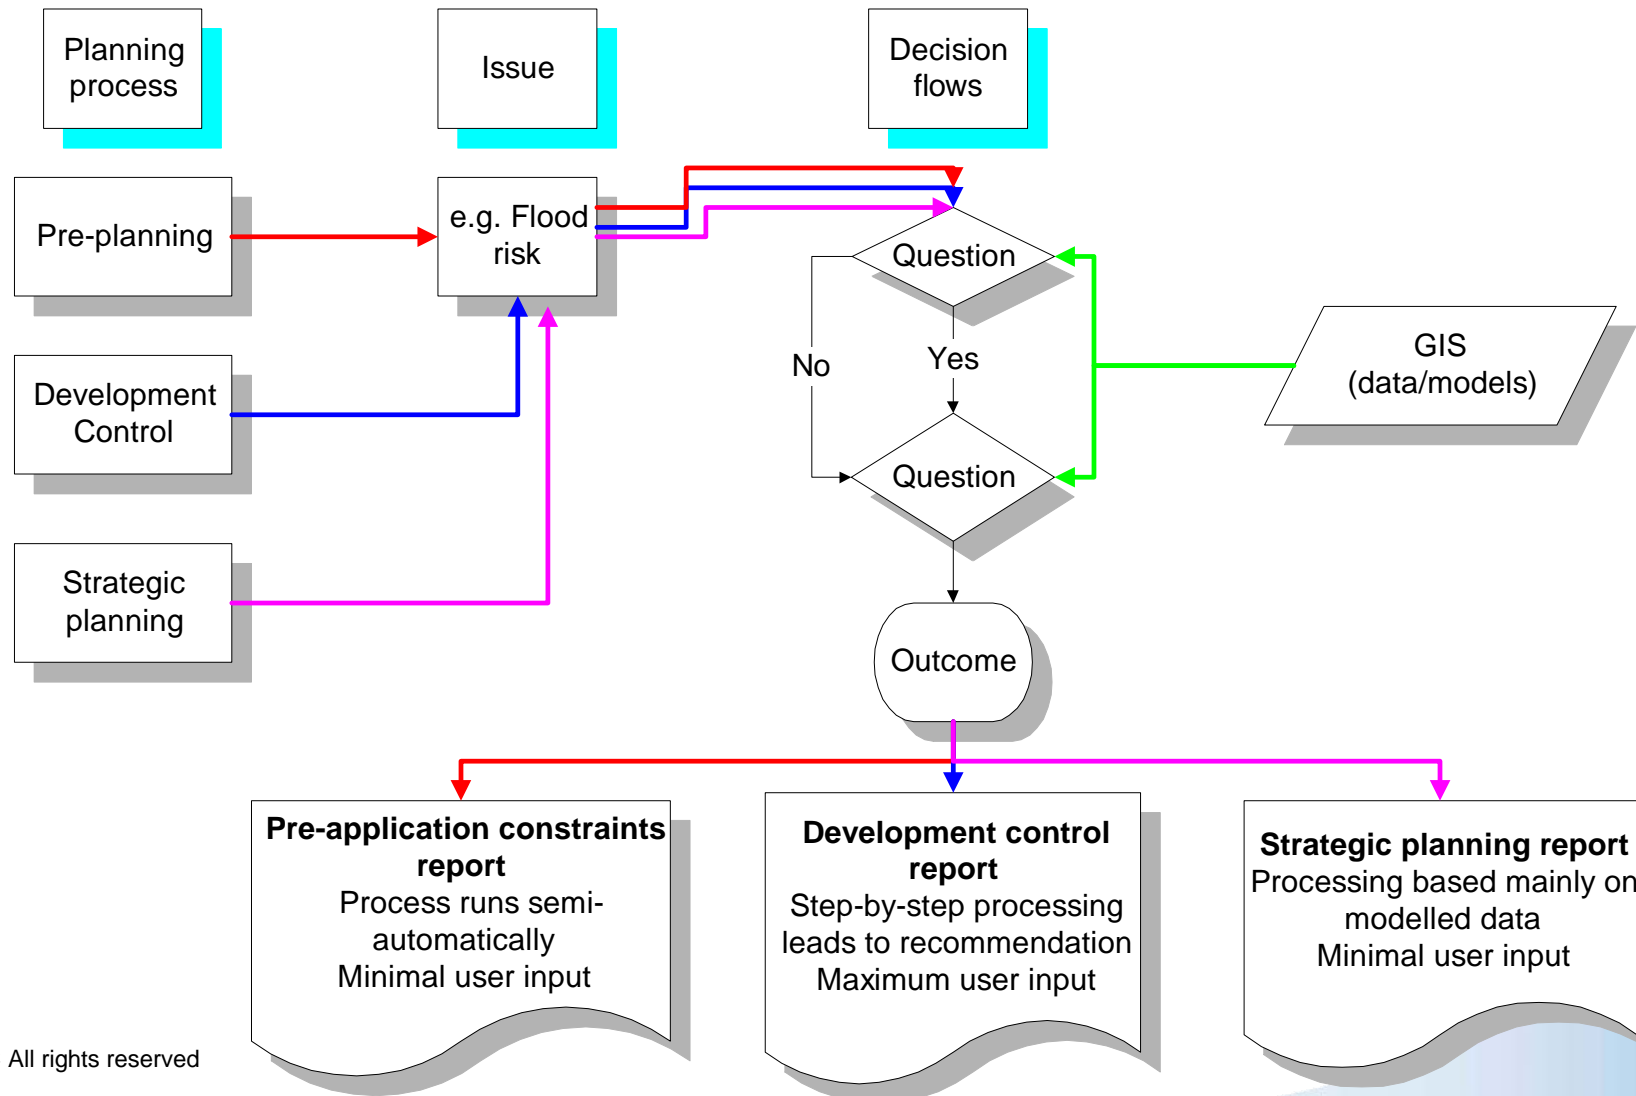 Planning
process
Issue
Decision
flows
Pre-planning
e.g. Flood
risk
Question
No
Yes
GIS
(data/models)
Development
Control
Question
Strategic
planning
Outcome
Pre-application constraints
report
Process runs semi-
automatically
Minimal user input
Development control
report
Step-by-step processing
leads to recommendation
Maximum user input
Strategic planning report
Processing based mainly on
modelled data
Minimal user input
All rights reserved